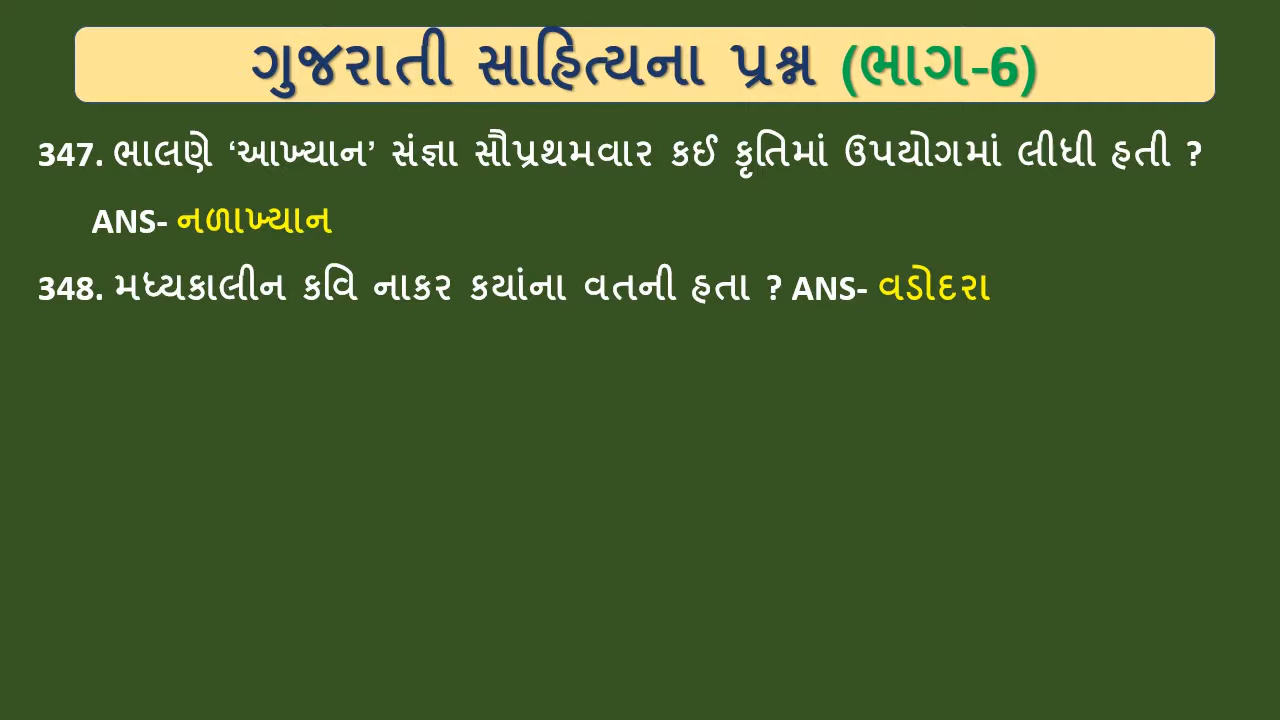 ગુજરાતી સાહિત્યના પ્રશ્ન (ભાગ-6)
347. ભાલણે ‘આખ્યાન’ સંજ્ઞા સૌપ્રથમવાર કઈ કૃતિમાં ઉપયોગમાં લીધી હતી ?
ANS- નળાખ્યાન
348. મધ્યકાલીન કવિ નાકર કયાંના વતની હતા ? ANS- વડોદરા